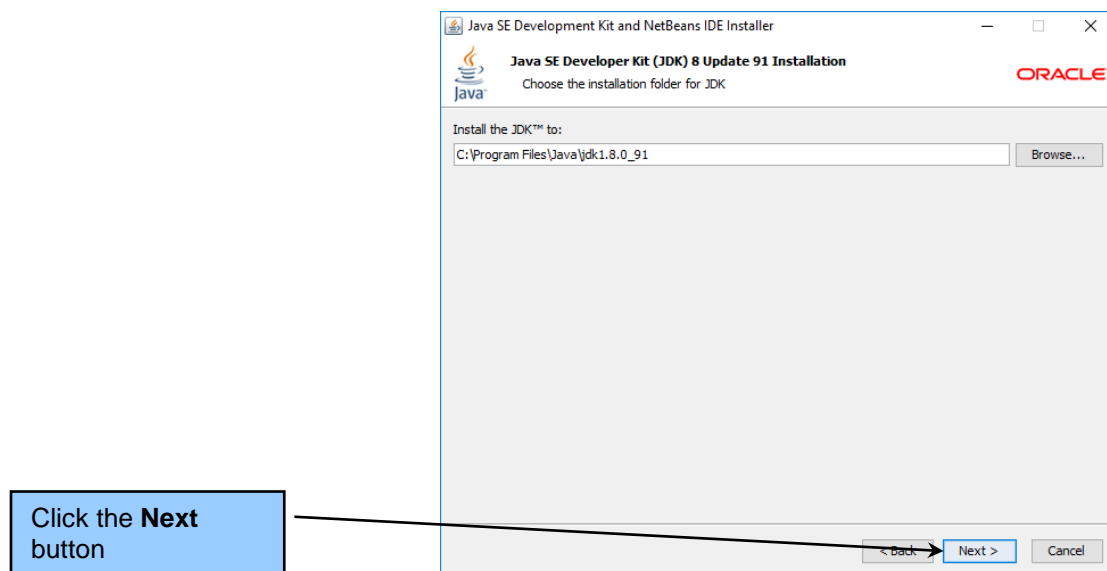 Java SE Development Kit and NetBeans IDE Installer
Java SE Developer Kit (JDK) 8 Update 91 Installation
Choose the installation folder for JDK
Java™
ORACLE
Install the JDK™ to:
C:\Program Files\Java\jdk1.8.0_91
Browse...
Click the Next
button
< Back
Next >
Cancel